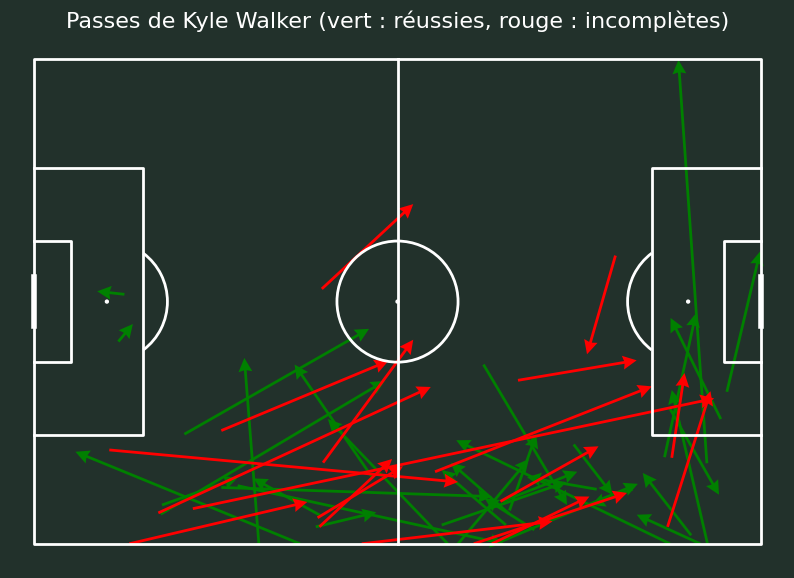 Passes de Kyle Walker (vert : réussies, rouge : incomplètes)